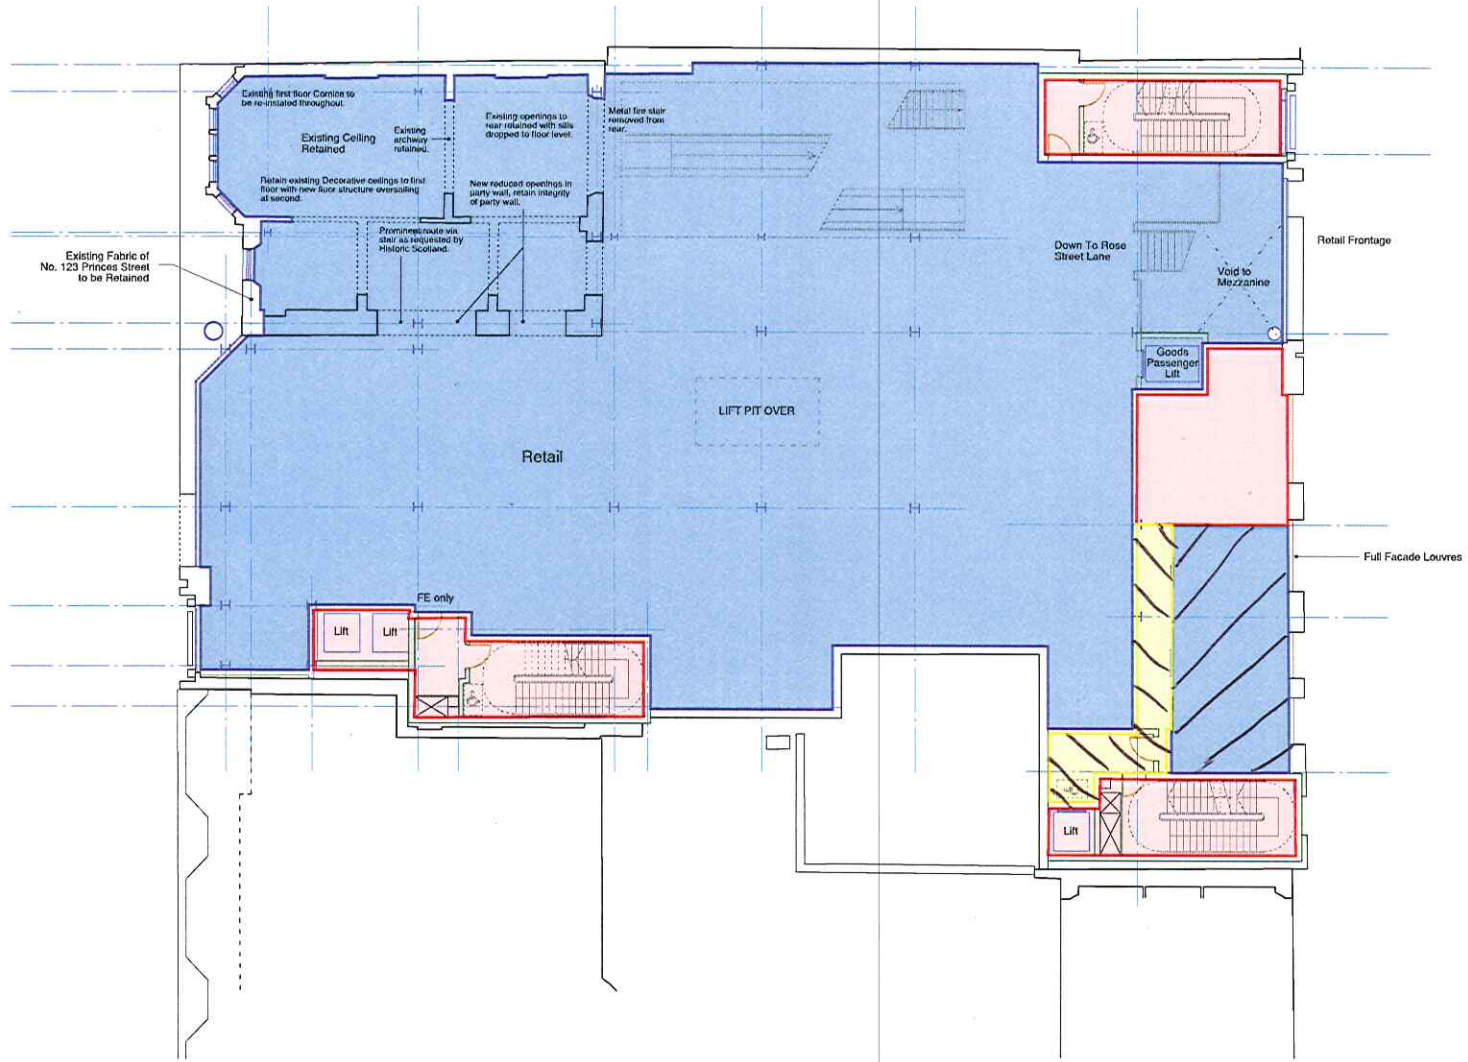 Existing first floor Cornice to
be re-instated throughout.
Existing Ceiling
Retained
Existing
archway
retained.
Existing openings to
rear retained with sills
dropped to floor level.
Metal fire stair
removed from
rear.
Retain existing Decorative ceilings to first
floor with new floor structure oversailing
at second.
New reduced openings in
party wall, retain integrity
of party wall.
Prominent route via
stair as requested by
Historic Scotland.
Existing Fabric of
No. 123 Princes Street
to be Retained
Down To Rose
Street Lane
Retail Frontage
Void to
Mezzanine
Goods
Passenger
Lift
LIFT PIT OVER
Retail
Full Facade Louvres
FE only
Lift
Lift
Lift